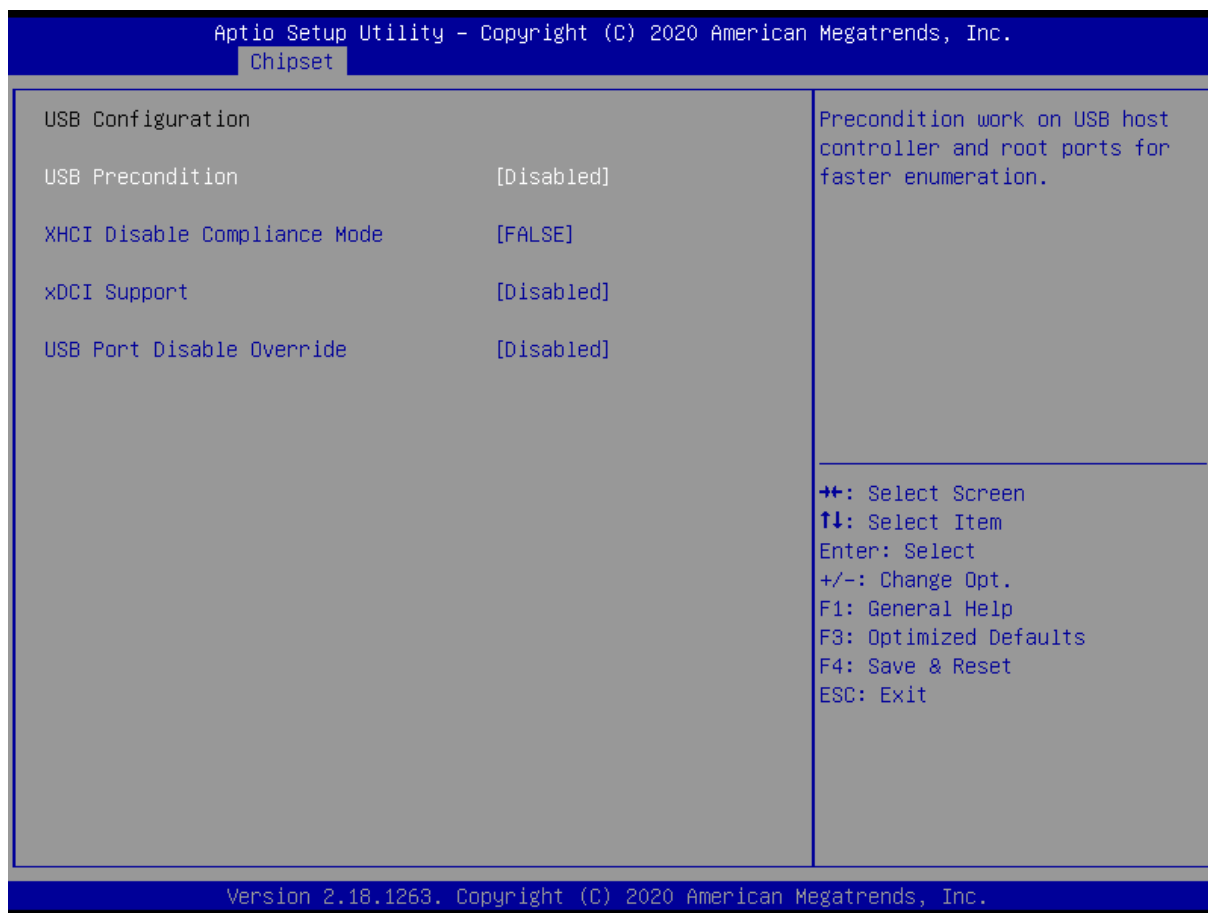 Aptio Setup Utility – Copyright (C) 2020 American Megatrends, Inc.
Chipset
USB Configuration
USB Precondition [Disabled]
XHCI Disable Compliance Mode [FALSE]
xDCI Support [Disabled]
USB Port Disable Override [Disabled]
Precondition work on USB host
controller and root ports for
faster enumeration.
→←: Select Screen
↑↓: Select Item
Enter: Select
+/-: Change Opt.
F1: General Help
F3: Optimized Defaults
F4: Save & Reset
ESC: Exit
Version 2.18.1263. Copyright (C) 2020 American Megatrends, Inc.